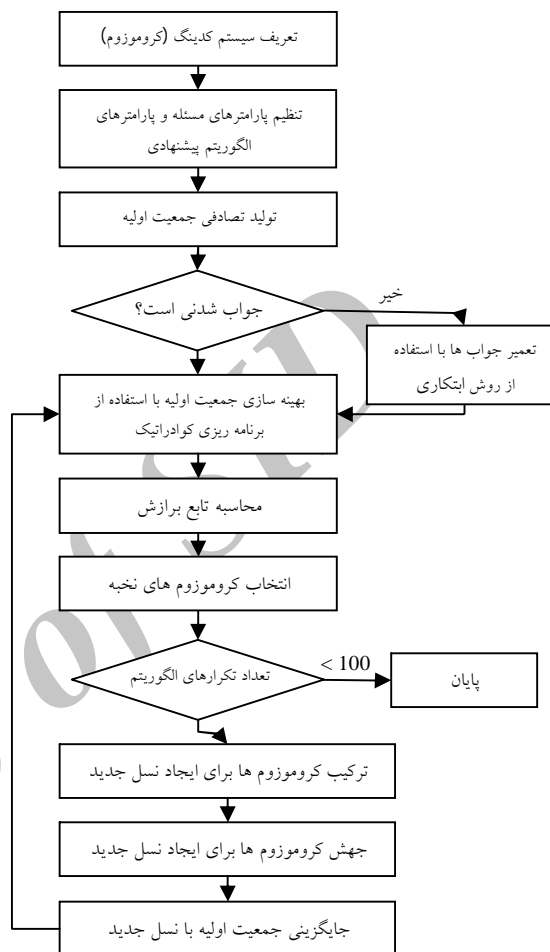 تعریف سیستم کدینگ (کروموزوم)
تنظیم پارامترهای مسئله و پارامترهای
الگوریتم پیشنهادی
تولید تصادفی جمعیت اولیه
جواب شدنی است؟
خیر
تعمیر جواب ها با استفاده
از روش ابتکاری
بهینه سازی جمعیت اولیه با استفاده از
برنامه ریزی کوادراتیک
محاسبه تابع برازش
انتخاب کروموزوم های نخبه
تعداد تکرارهای الگوریتم
< 100
پایان
ترکیب کروموزوم ها برای ایجاد نسل جدید
جهش کروموزوم ها برای ایجاد نسل جدید
جایگزینی جمعیت اولیه با نسل جدید
of SID